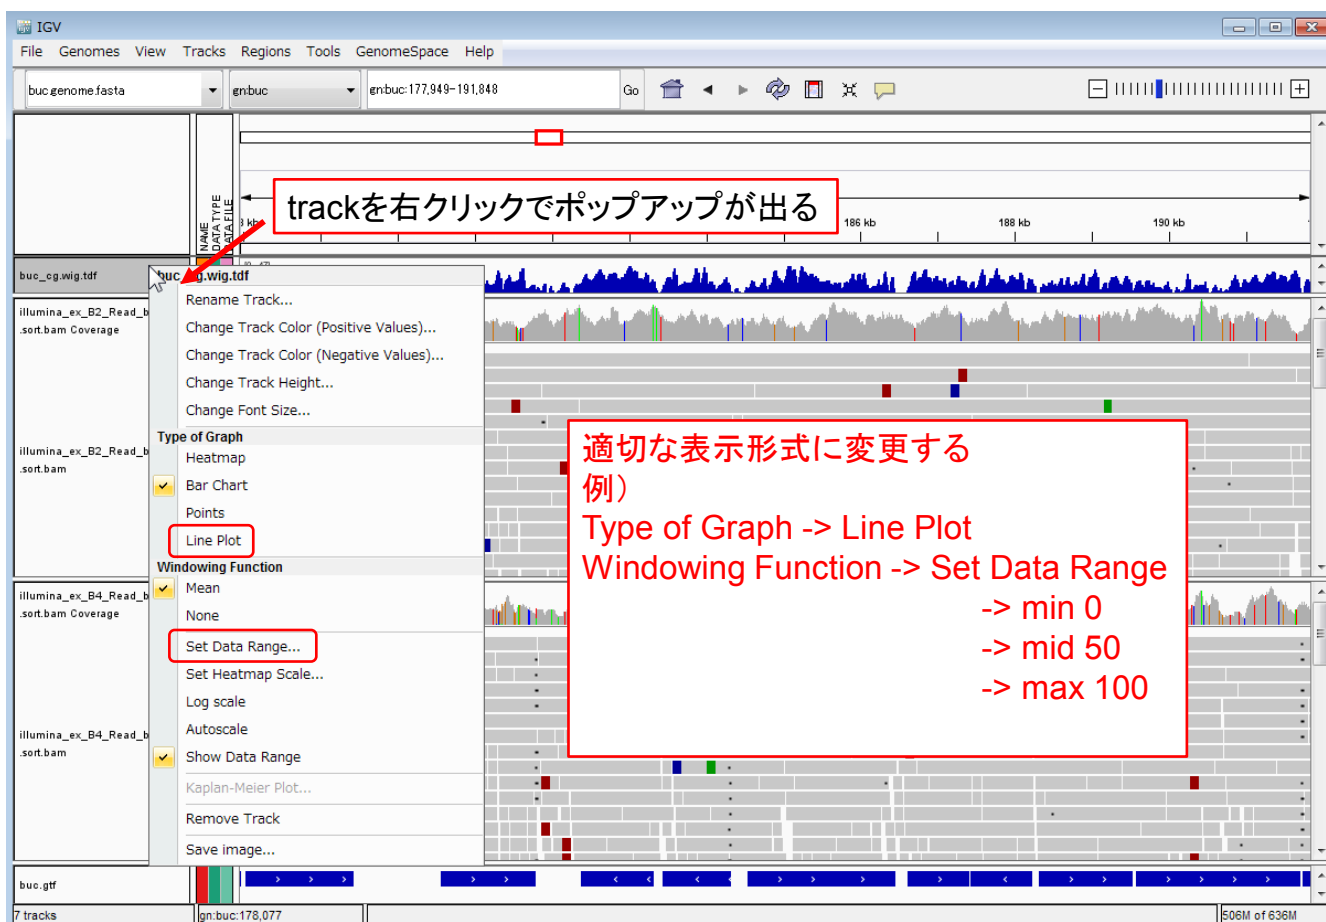 IGV
File Genomes View Tracks Regions Tools GenomeSpace Help
buc.genome.fasta gn:buc gn:buc:177,949-191,848 Go
NAME
DATA TYPE
DATA FILE
trackを右クリックでポップアップが出る
186 kb 188 kb 190 kb
buc_cg.wig.tdf
illumina_ex_B2_Read_b
.sort.bam Coverage
illumina_ex_B2_Read_b
.sort.bam
illumina_ex_B4_Read_b
.sort.bam Coverage
illumina_ex_B4_Read_b
.sort.bam
buc.gtf
Rename Track...
Change Track Color (Positive Values)...
Change Track Color (Negative Values)...
Change Track Height...
Change Font Size...
Type of Graph
Heatmap
Bar Chart
Points
Line Plot
Windowing Function
Mean
None
Set Data Range...
Set Heatmap Scale...
Log scale
Autoscale
Show Data Range
Kaplan-Meier Plot...
Remove Track
Save image...
適切な表示形式に変更する
例）
Type of Graph -> Line Plot
Windowing Function -> Set Data Range
-> min 0
-> mid 50
-> max 100
7 tracks gn:buc:178,077 506M of 636M